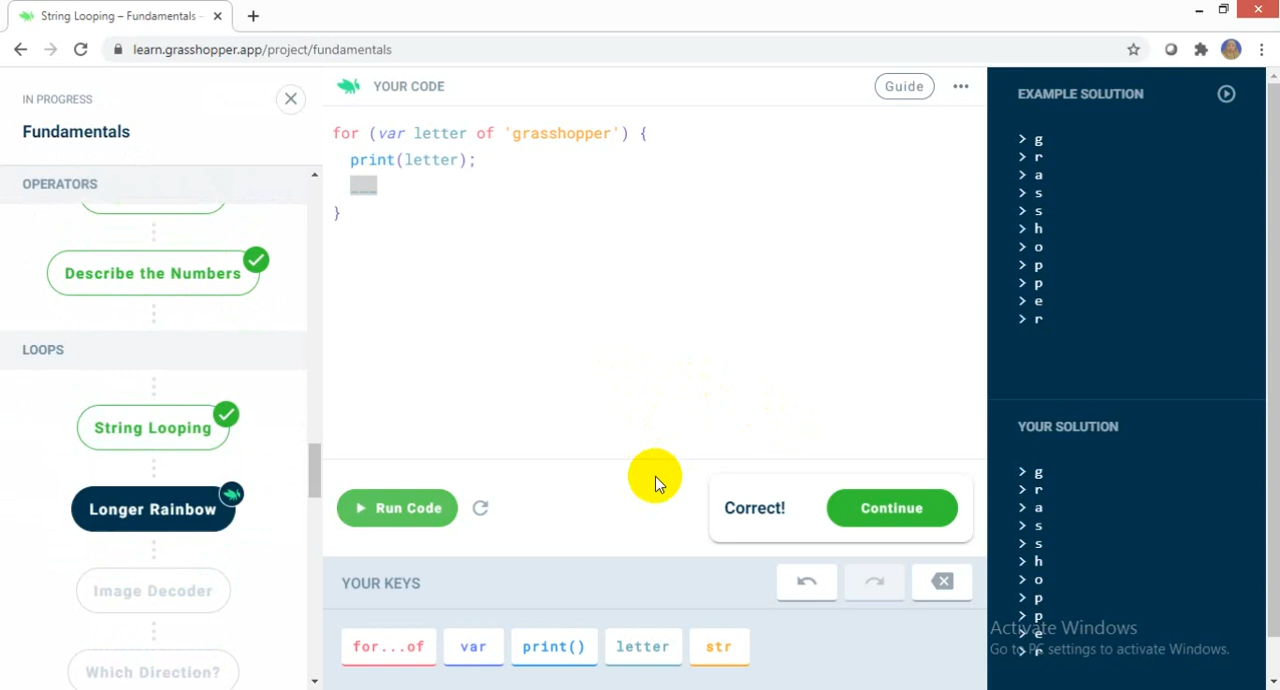 String Looping – Fundamentals -
learn.grasshopper.app/project/fundamentals
IN PROGRESS
Fundamentals
OPERATORS
Describe the Numbers
LOOPS
String Looping
Longer Rainbow
Image Decoder
Which Direction?
YOUR CODE
Guide
for (var letter of 'grasshopper') {
print(letter);
___
}
Run Code
Correct!
Continue
YOUR KEYS
for...of
var
print()
letter
str
EXAMPLE SOLUTION
> g
> r
> a
> s
> s
> h
> o
> p
> p
> e
> r
YOUR SOLUTION
> g
> r
> a
> s
> s
> h
> o
> p
> p
> e
> r
Activate Windows
Go to PC settings to activate Windows.